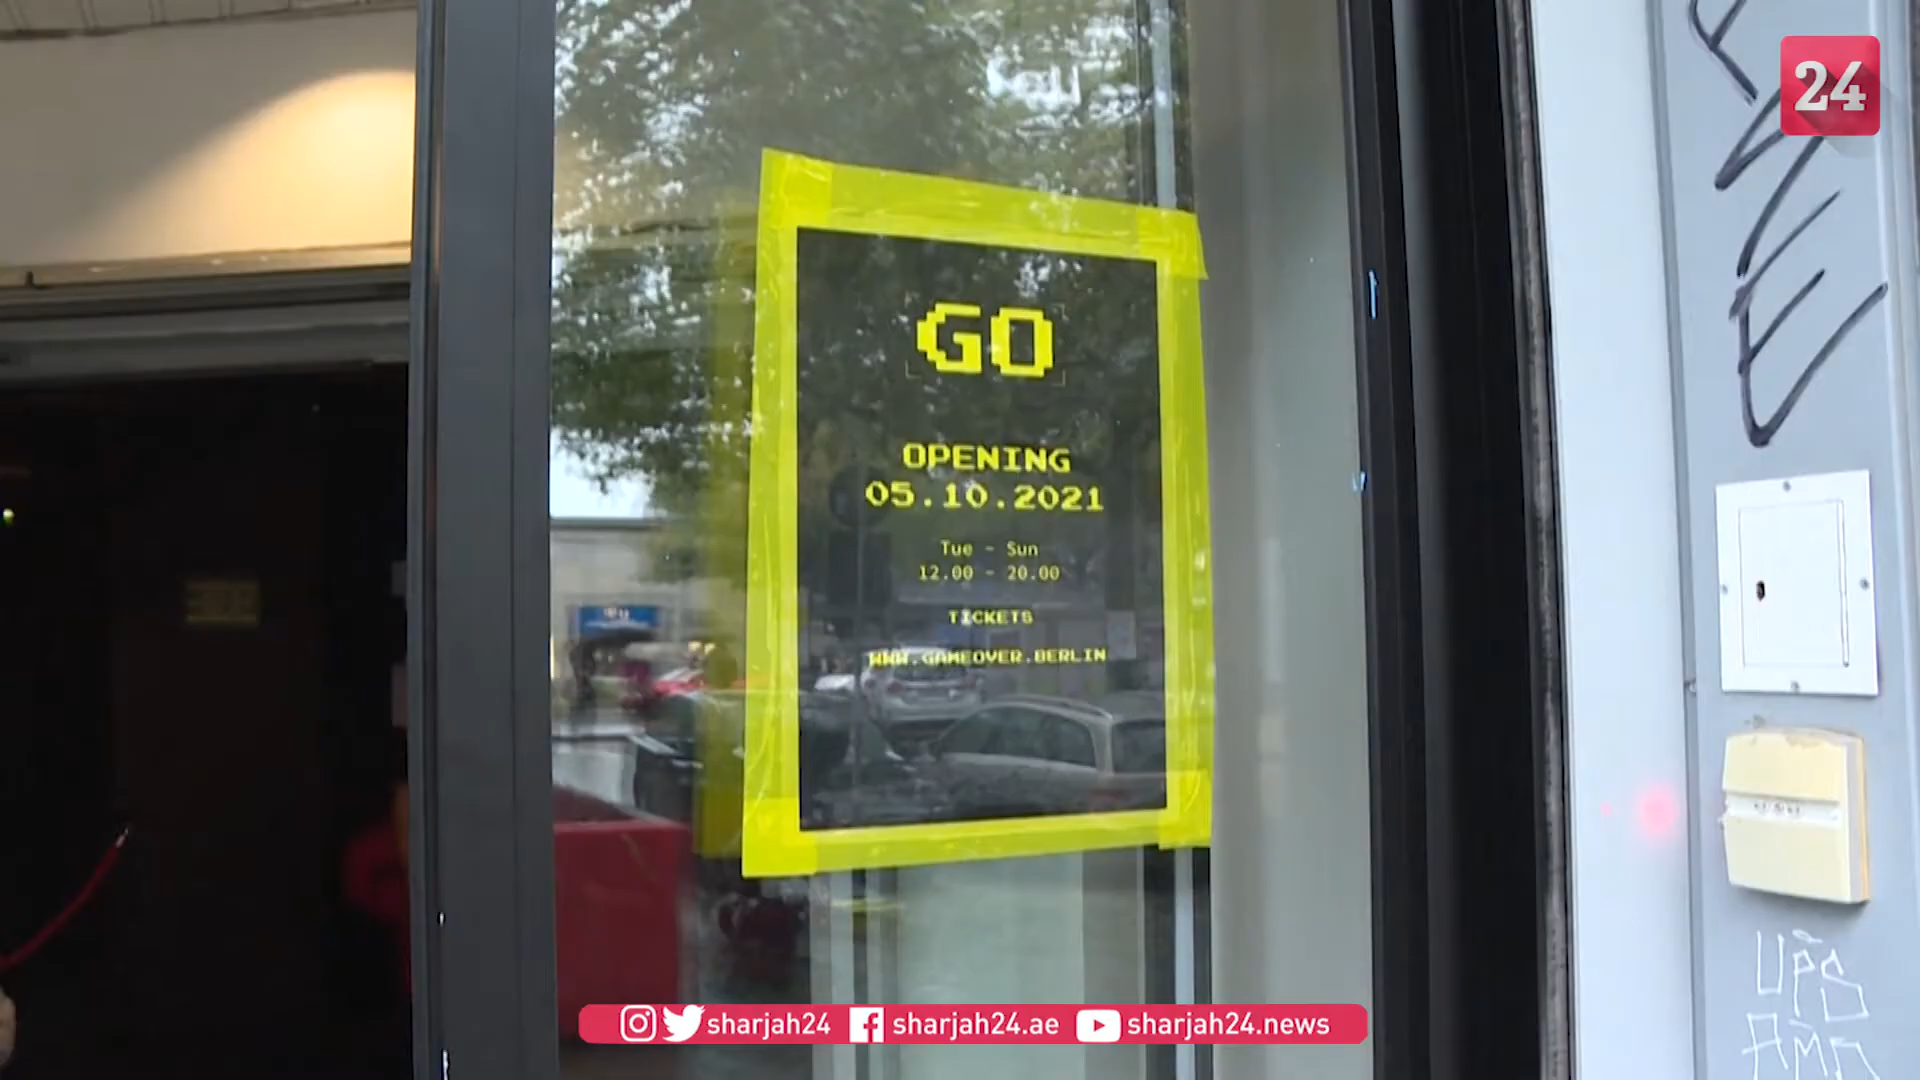 24
GO
OPENING
05.10.2021
Tue - Sun
12.00 - 20.00
TICKETS
WWW.GAMEOVER.BERLIN
UPS
sharjah24 sharjah24.ae sharjah24.news